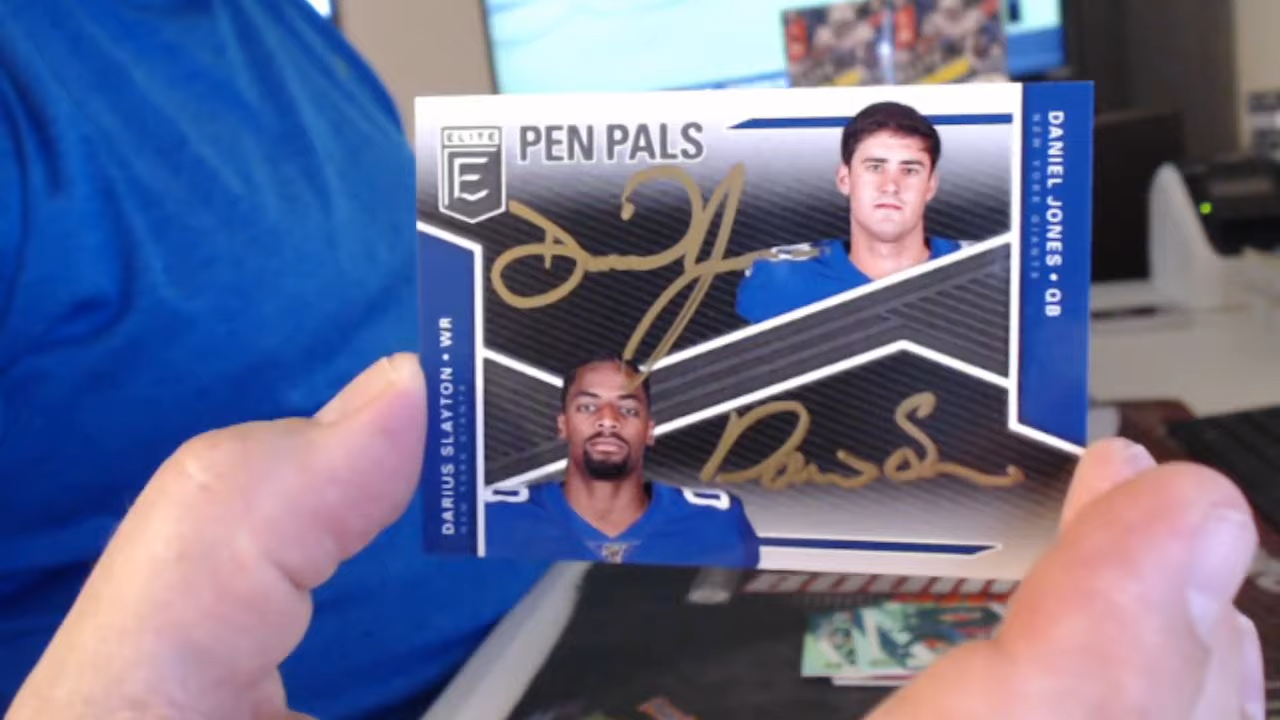 ELITE
E
PEN PALS
DANIEL JONES • QB
NEW YORK GIANTS
DARIUS SLAYTON • WR
NEW YORK GIANTS